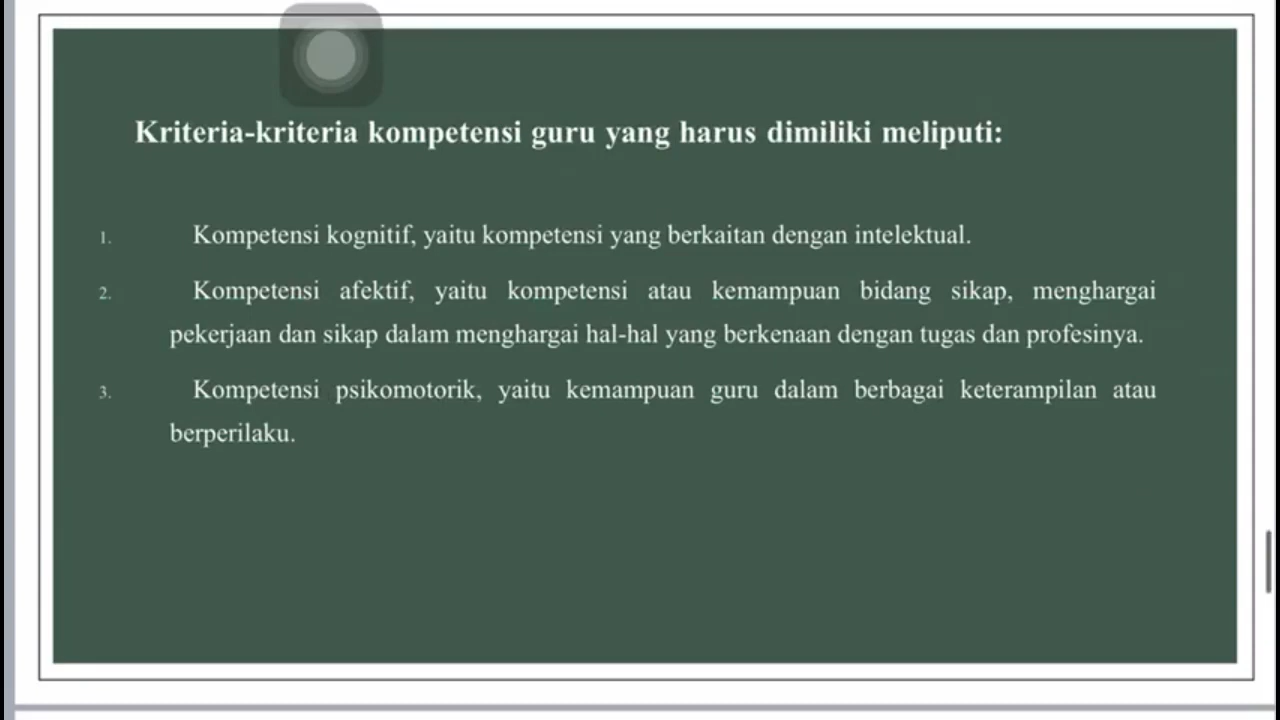 Kriteria-kriteria kompetensi guru yang harus dimiliki meliputi:
1. Kompetensi kognitif, yaitu kompetensi yang berkaitan dengan intelektual.
2. Kompetensi afektif, yaitu kompetensi atau kemampuan bidang sikap, menghargai
pekerjaan dan sikap dalam menghargai hal-hal yang berkenaan dengan tugas dan profesinya.
3. Kompetensi psikomotorik, yaitu kemampuan guru dalam berbagai keterampilan atau
berperilaku.